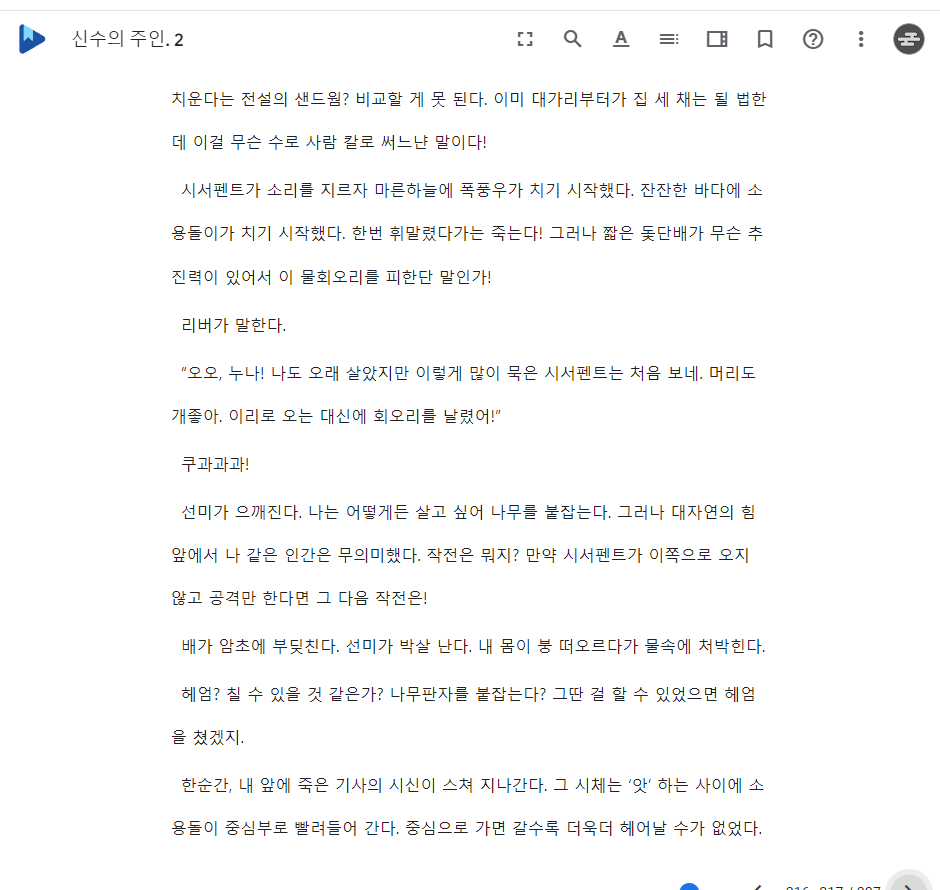 신수의 주인. 2
치운다는 전설의 샌드웜? 비교할 게 못 된다. 이미 대가리부터가 집 세 채는 될 법한
데 이걸 무슨 수로 사람 칼로 써느냔 말이다!
시서펜트가 소리를 지르자 마른하늘에 폭풍우가 치기 시작했다. 잔잔한 바다에 소
용돌이가 치기 시작했다. 한번 휘말렸다가는 죽는다! 그러나 짧은 돛단배가 무슨 추
진력이 있어서 이 물회오리를 피한단 말인가!
리버가 말한다.
“오오, 누나! 나도 오래 살았지만 이렇게 많이 묵은 시서펜트는 처음 보네. 머리도
개좋아. 이리로 오는 대신에 회오리를 날렸어!”
쿠과과과!
선미가 으깨진다. 나는 어떻게든 살고 싶어 나무를 붙잡는다. 그러나 대자연의 힘
앞에서 나 같은 인간은 무의미했다. 작전은 뭐지? 만약 시서펜트가 이쪽으로 오지
않고 공격만 한다면 그 다음 작전은!
배가 암초에 부딪친다. 선미가 박살 난다. 내 몸이 붕 떠오르다가 물속에 처박힌다.
헤엄? 칠 수 있을 것 같은가? 나무판자를 붙잡는다? 그딴 걸 할 수 있었으면 헤엄
을 쳤겠지.
한순간, 내 앞에 죽은 기사의 시신이 스쳐 지나간다. 그 시체는 ‘앗’ 하는 사이에 소
용돌이 중심부로 빨려들어 간다. 중심으로 가면 갈수록 더욱더 헤어날 수가 없었다.